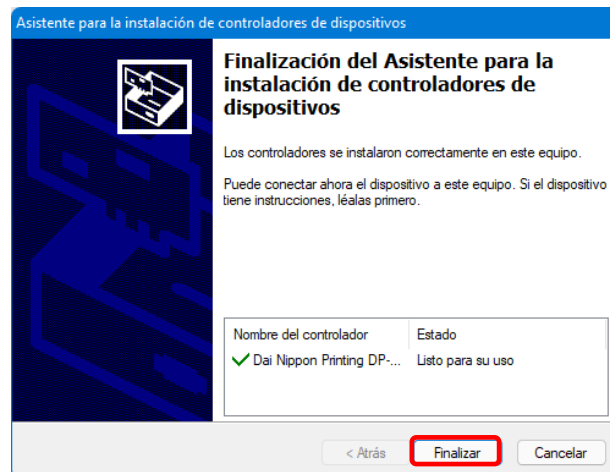 Asistente para la instalación de controladores de dispositivos
Finalización del Asistente para la
instalación de controladores de
dispositivos
Los controladores se instalaron correctamente en este equipo.
Puede conectar ahora el dispositivo a este equipo. Si el dispositivo
tiene instrucciones, léalas primero.
Nombre del controlador Estado
Dai Nippon Printing DP-... Listo para su uso
< Atrás Finalizar Cancelar